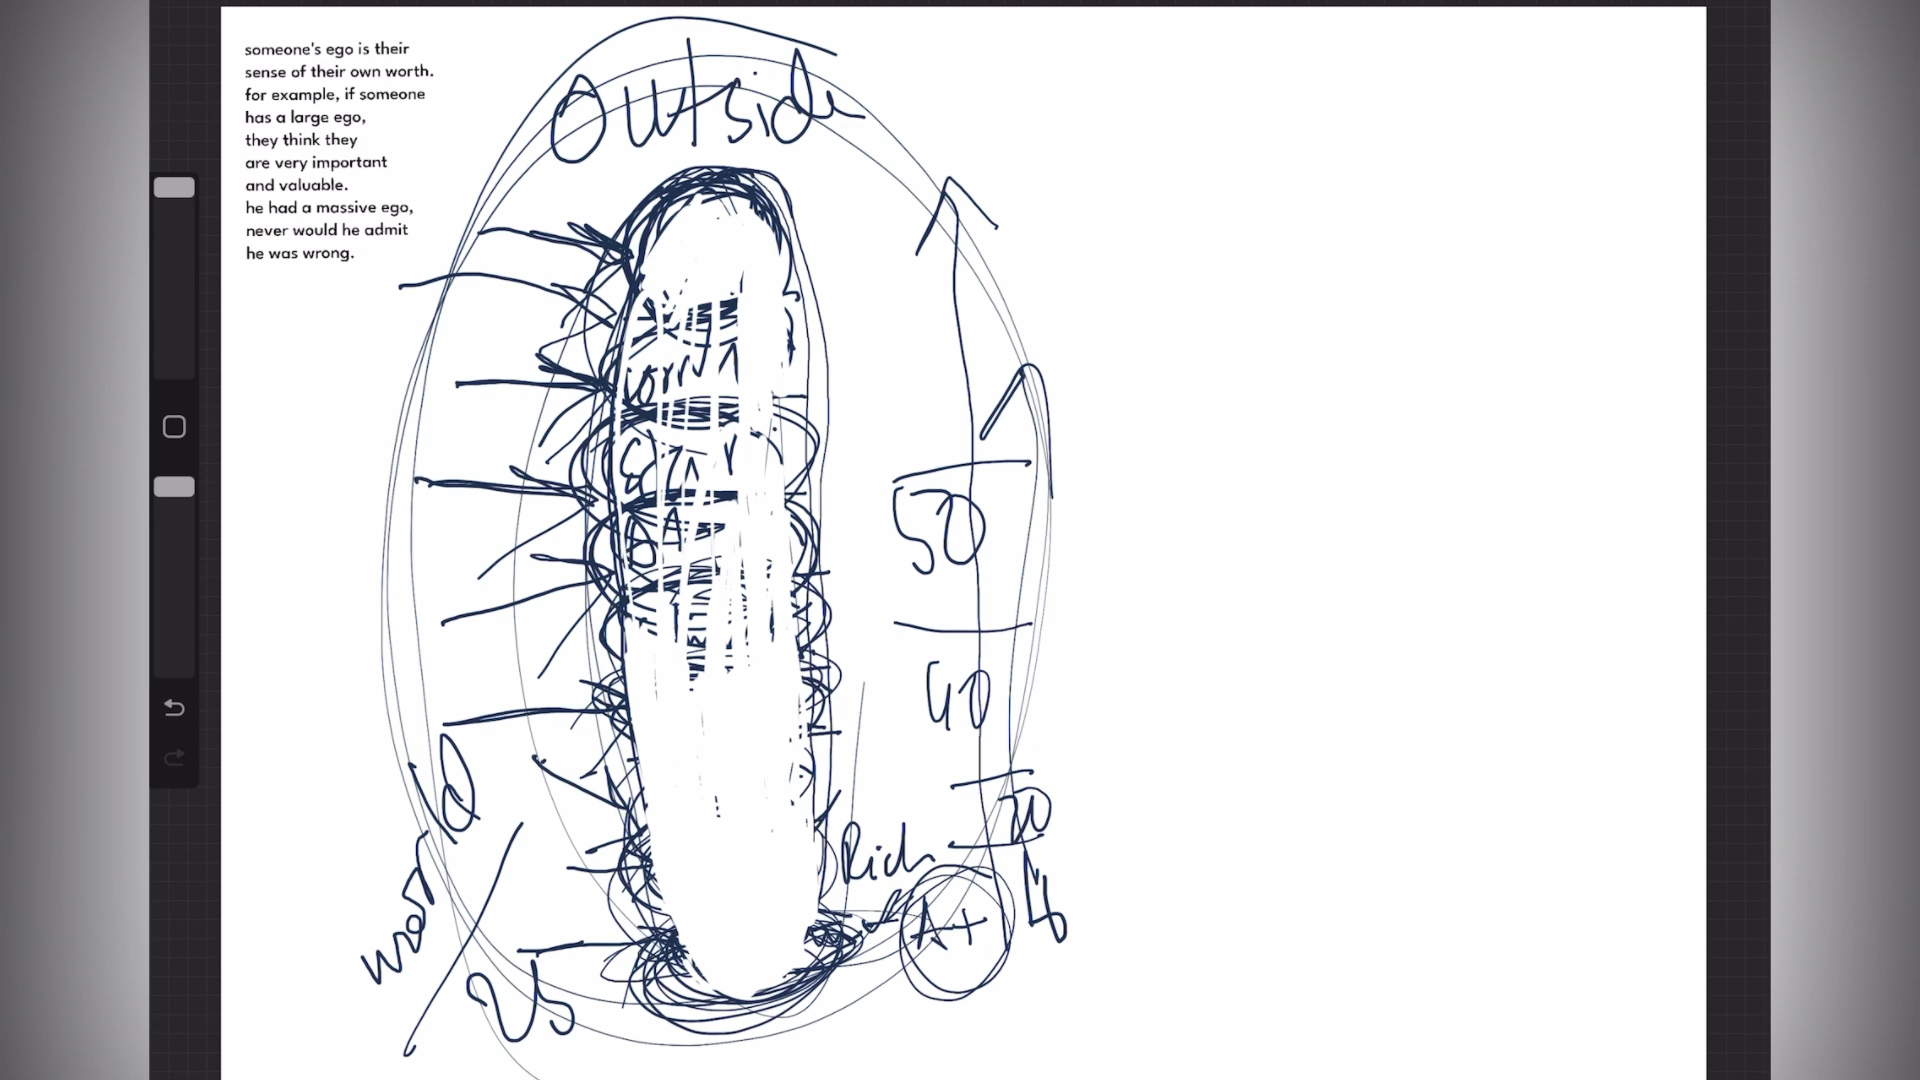 someone's ego is their
sense of their own worth.
for example, if someone
has a large ego,
they think they
are very important
and valuable.
he had a massive ego,
never would he admit
he was wrong.
Outside
50
40
20
Rich
A+
world
25